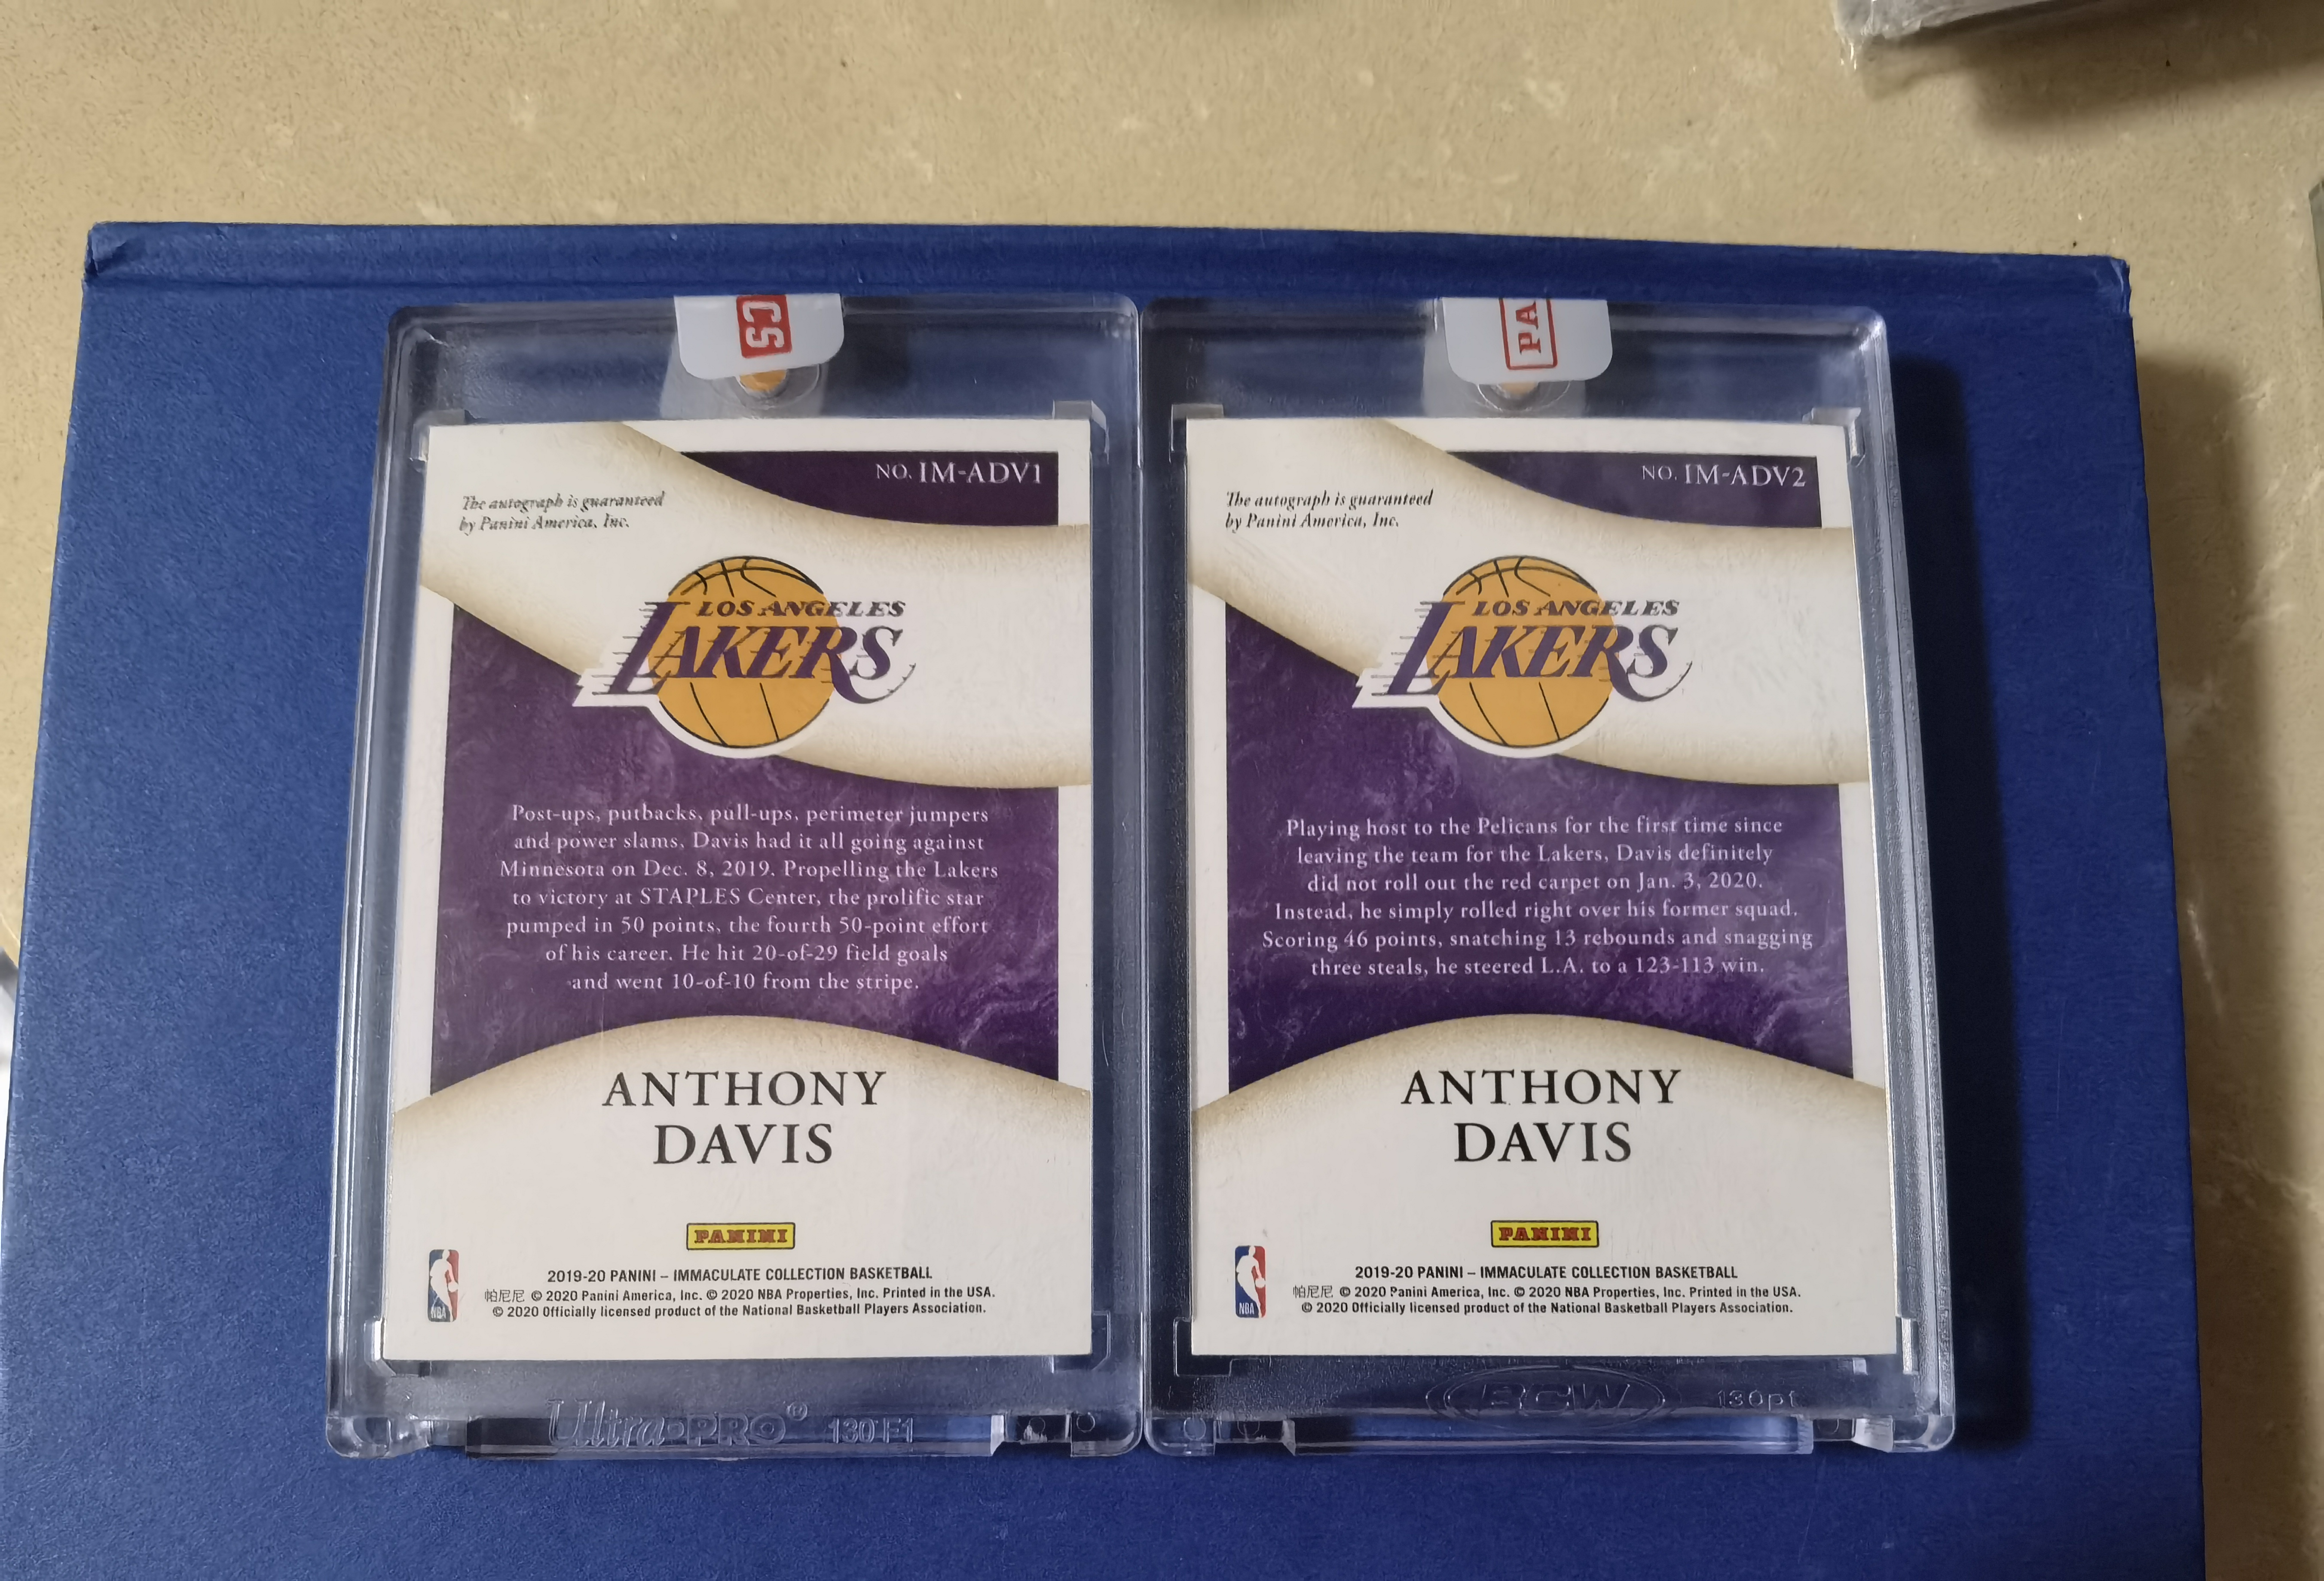 CS
NO. IM-ADV1
The autograph is guaranteed
by Panini America, Inc.
LOS ANGELES
LAKERS
Post-ups, putbacks, pull-ups, perimeter jumpers
and power slams, Davis had it all going against
Minnesota on Dec. 8, 2019. Propelling the Lakers
to victory at STAPLES Center, the prolific star
pumped in 50 points, the fourth 50-point effort
of his career. He hit 20-of-29 field goals
and went 10-of-10 from the stripe.
ANTHONY
DAVIS
PANINI
NBA
2019-20 PANINI – IMMACULATE COLLECTION BASKETBALL
帕尼尼 © 2020 Panini America, Inc. © 2020 NBA Properties, Inc. Printed in the USA.
© 2020 Officially licensed product of the National Basketball Players Association.
Ultra•PRO® 130 F1
PA
NO. IM-ADV2
The autograph is guaranteed
by Panini America, Inc.
LOS ANGELES
LAKERS
Playing host to the Pelicans for the first time since
leaving the team for the Lakers, Davis definitely
did not roll out the red carpet on Jan. 3, 2020.
Instead, he simply rolled right over his former squad.
Scoring 46 points, snatching 13 rebounds and snagging
three steals, he steered L.A. to a 123-113 win.
ANTHONY
DAVIS
PANINI
NBA
2019-20 PANINI – IMMACULATE COLLECTION BASKETBALL
帕尼尼 © 2020 Panini America, Inc. © 2020 NBA Properties, Inc. Printed in the USA.
© 2020 Officially licensed product of the National Basketball Players Association.
BCW 130pt